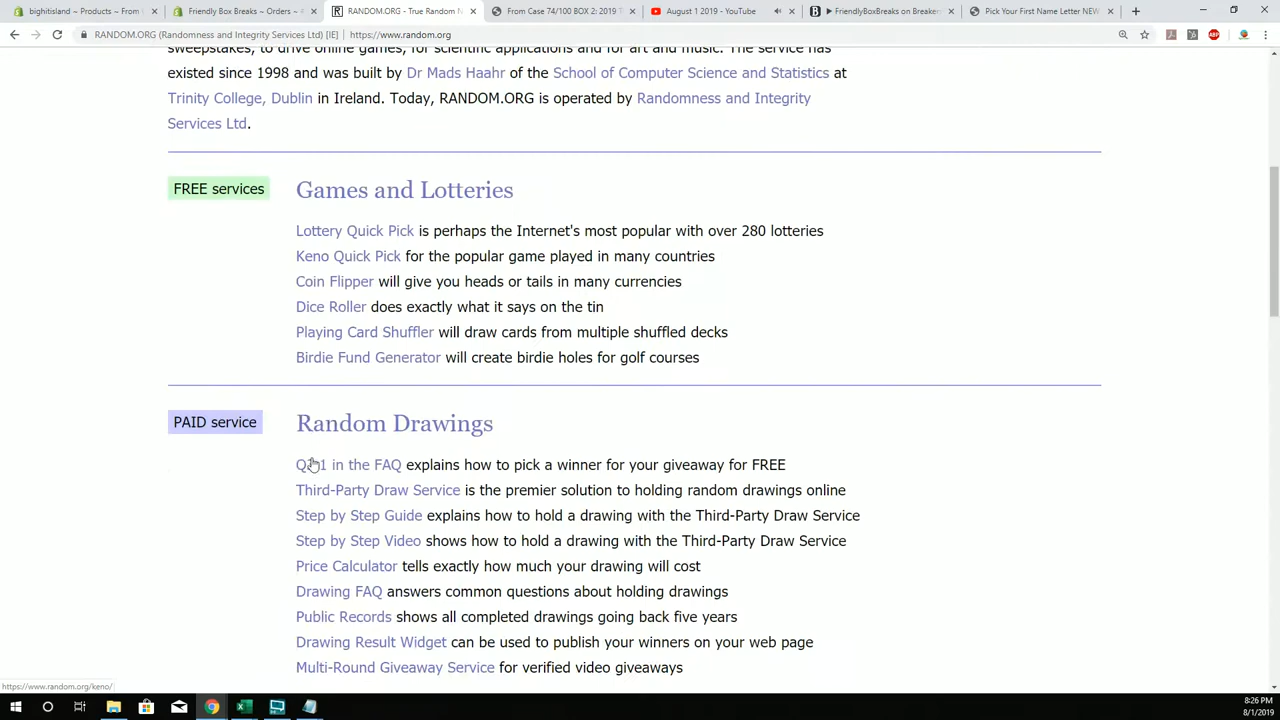 bighitisland ~ Products ~ From C
Friendly Box Breaks ~ Orders ~ S
RANDOM.ORG - True Random N
From Case 74/100 BOX 2: 2019 T
August 1 2019 - YouTube
FriendlyBoxBreaks on Breakers
Pick Your First Name Letter NEW
RANDOM.ORG (Randomness and Integrity Services Ltd) [IE] | https://www.random.org
sweepstakes, to drive online games, for scientific applications and for art and music. The service has
existed since 1998 and was built by Dr Mads Haahr of the School of Computer Science and Statistics at
Trinity College, Dublin in Ireland. Today, RANDOM.ORG is operated by Randomness and Integrity
Services Ltd.
FREE services
Games and Lotteries
Lottery Quick Pick is perhaps the Internet's most popular with over 280 lotteries
Keno Quick Pick for the popular game played in many countries
Coin Flipper will give you heads or tails in many currencies
Dice Roller does exactly what it says on the tin
Playing Card Shuffler will draw cards from multiple shuffled decks
Birdie Fund Generator will create birdie holes for golf courses
PAID service
Random Drawings
in the FAQ explains how to pick a winner for your giveaway for FREE
Third-Party Draw Service is the premier solution to holding random drawings online
Step by Step Guide explains how to hold a drawing with the Third-Party Draw Service
Step by Step Video shows how to hold a drawing with the Third-Party Draw Service
Price Calculator tells exactly how much your drawing will cost
Drawing FAQ answers common questions about holding drawings
Public Records shows all completed drawings going back five years
Drawing Result Widget can be used to publish your winners on your web page
Multi-Round Giveaway Service for verified video giveaways
https://www.random.org/keno/
8:26 PM
8/1/2019